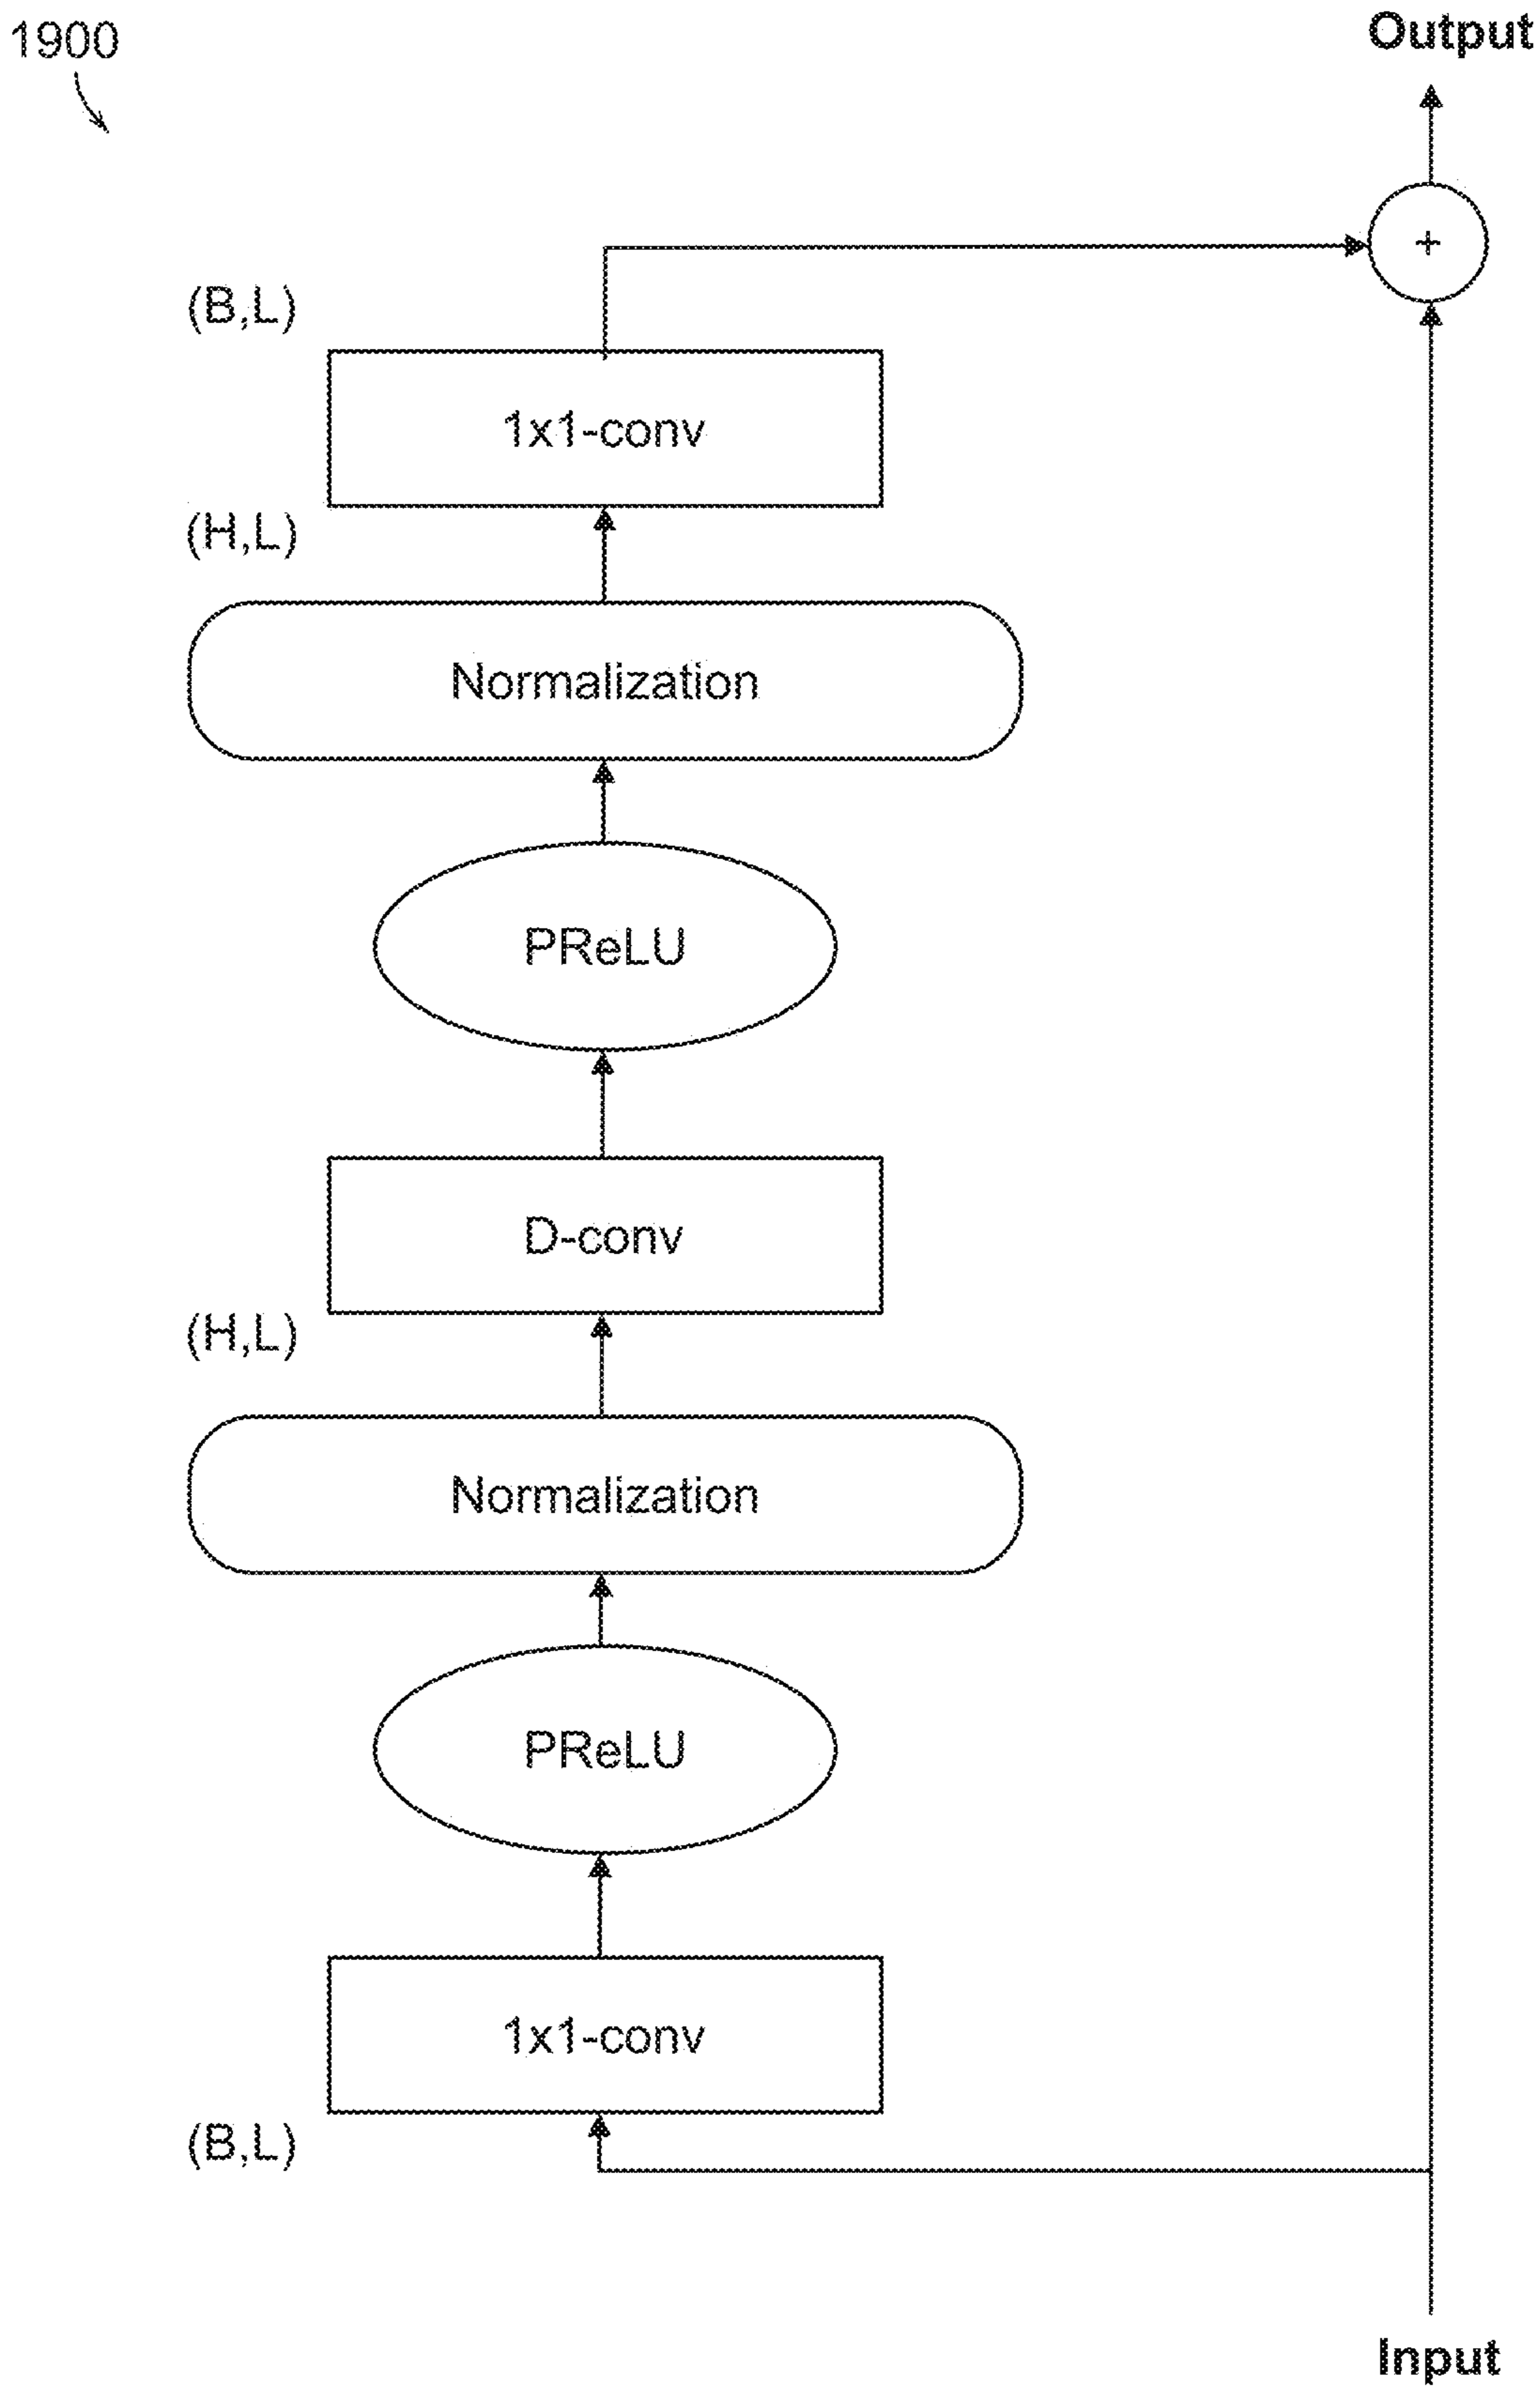 1900
Output
+
(B,L)
1x1-conv
(H,L)
Normalization
PReLU
D-conv
(H,L)
Normalization
PReLU
1x1-conv
(B,L)
Input